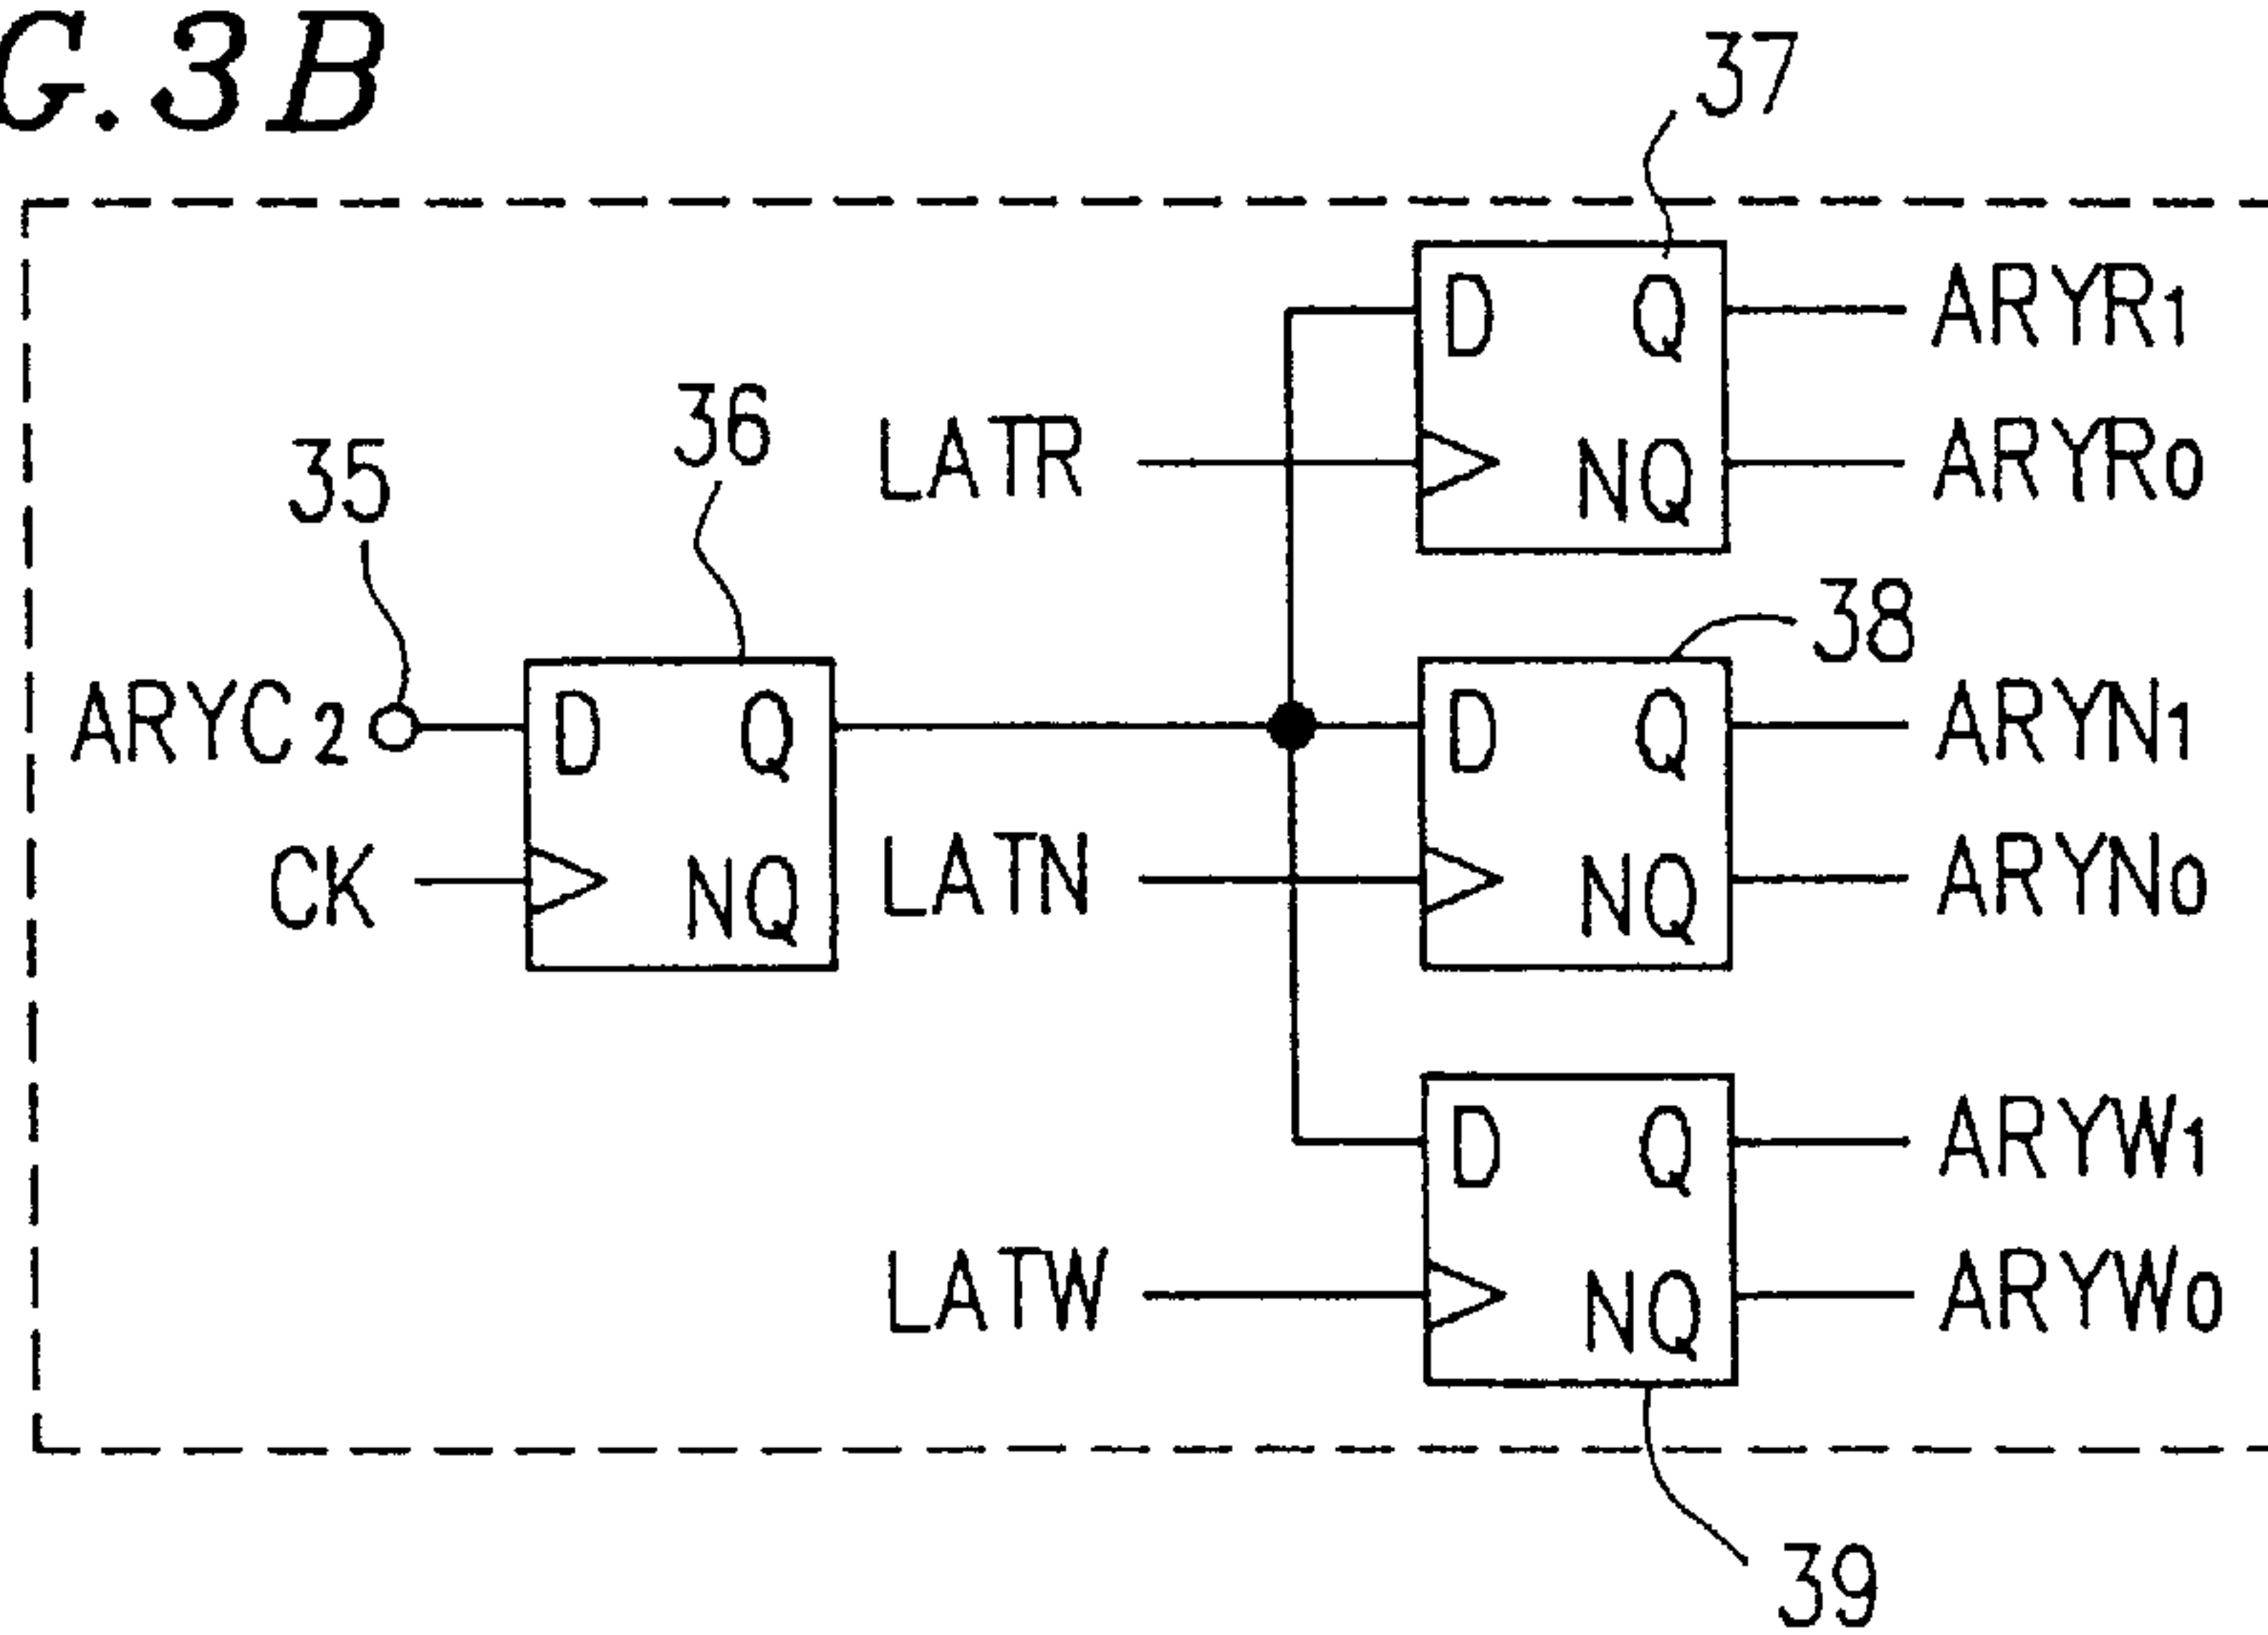 G.3B
37
D Q ARYR1
LATR NQ ARYR0
36
35
38
ARYC2 D Q D Q ARYN1
CK NQ LATN NQ ARYN0
D Q ARYW1
LATW NQ ARYW0
39